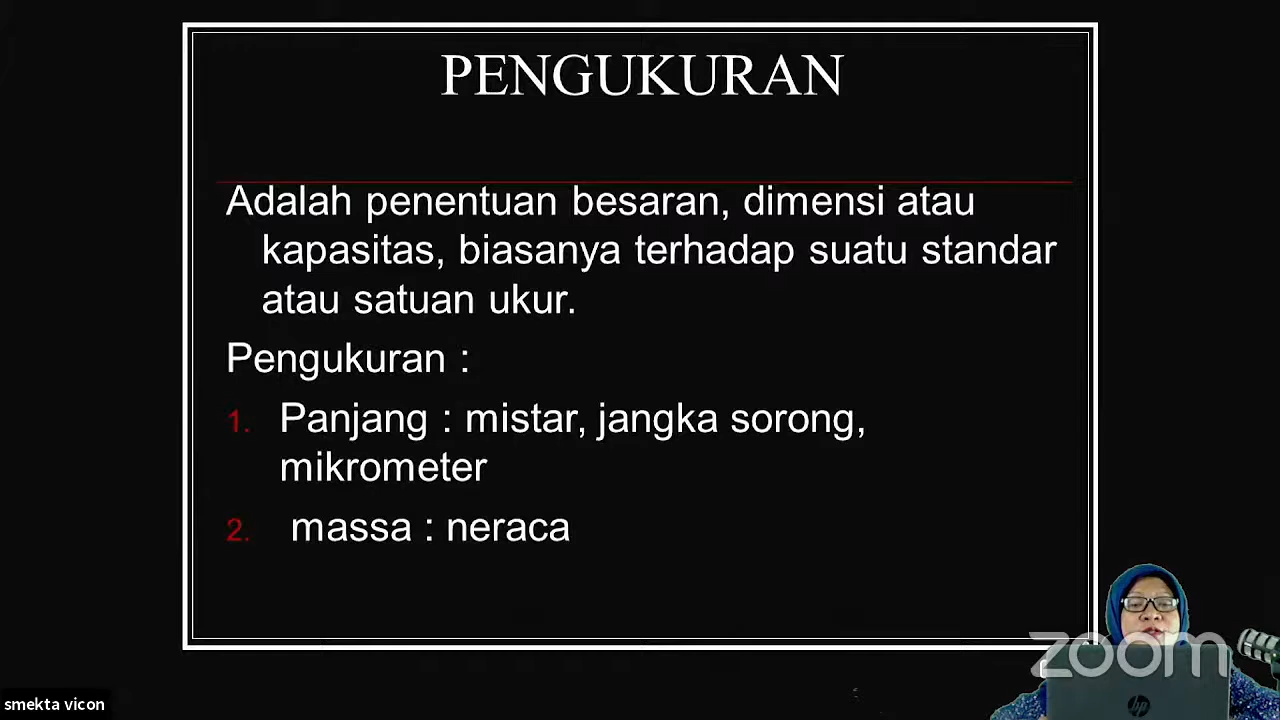 PENGUKURAN
Adalah penentuan besaran, dimensi atau
kapasitas, biasanya terhadap suatu standar
atau satuan ukur.
Pengukuran :
1. Panjang : mistar, jangka sorong,
mikrometer
2. massa : neraca
zoom
hp
smekta vicon